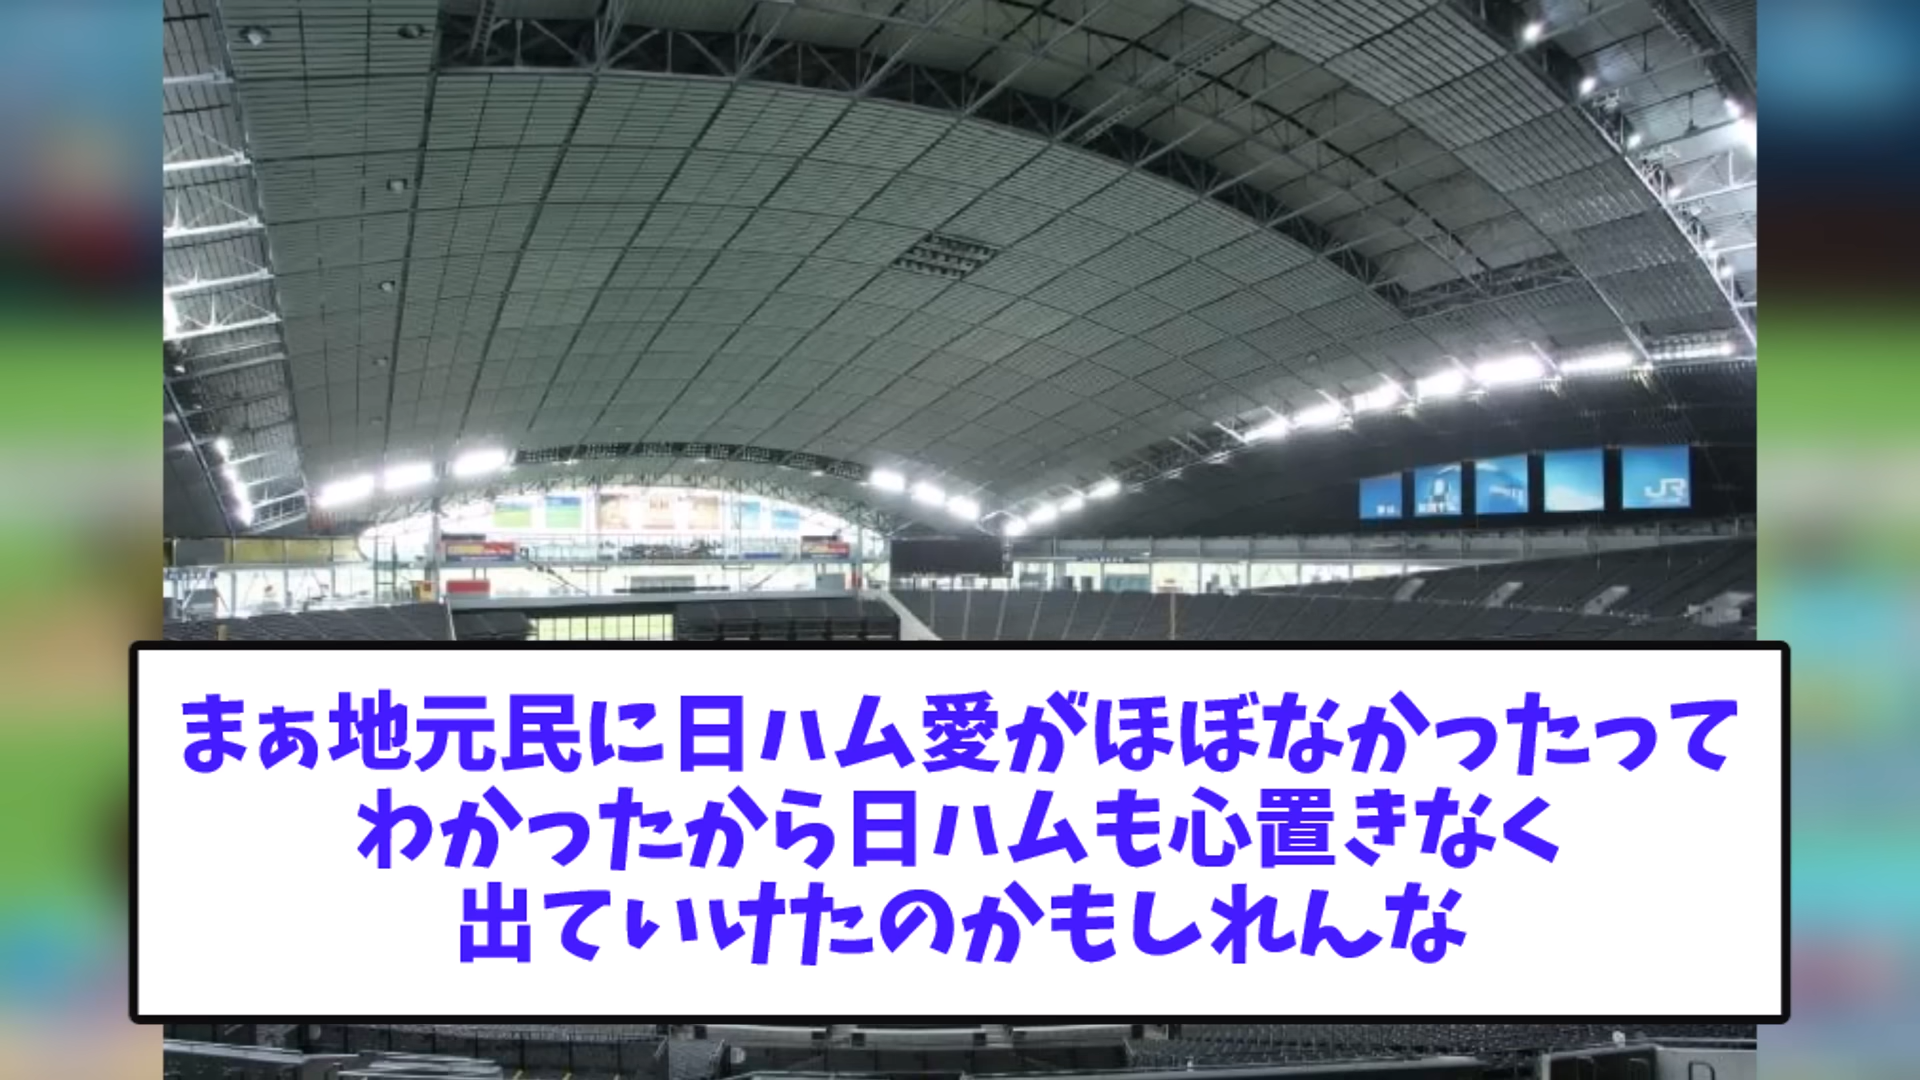 JR
まぁ地元民に日ハム愛がほぼなかったって
わかったから日ハムも心置きなく
出ていけたのかもしれんな